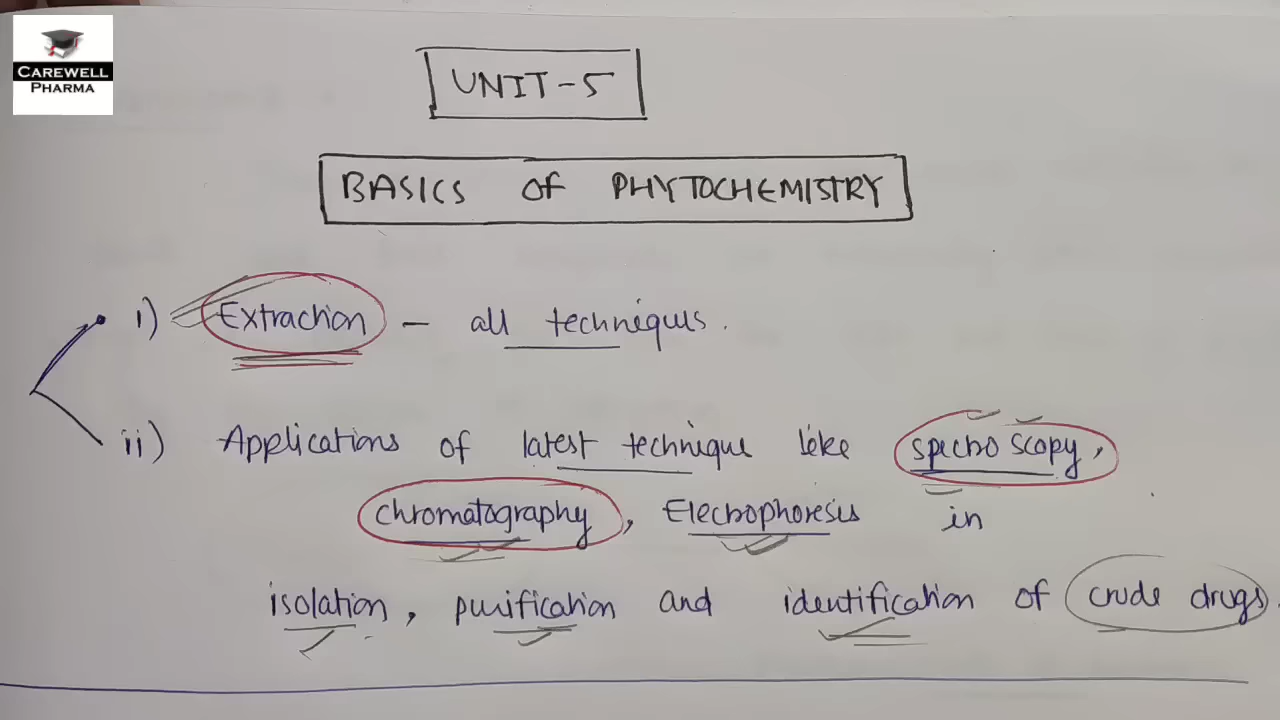 CAREWELL
PHARMA
UNIT-5
BASICS OF PHYTOCHEMISTRY
i) Extraction – all techniques.
ii) Applications of latest technique like spectroscopy,
chromatography, Electrophoresis in
isolation, purification and identification of crude drugs.